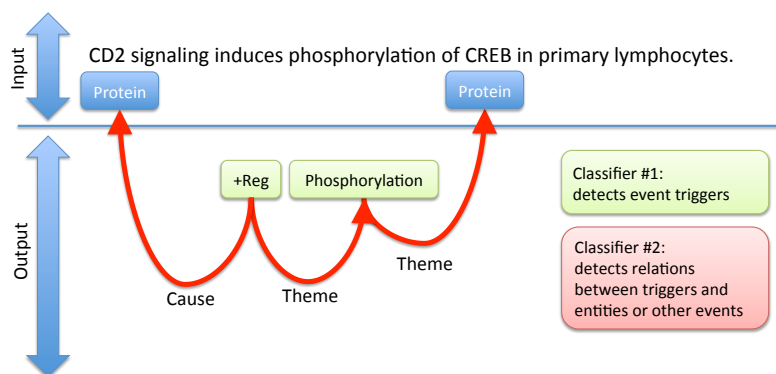 Input
CD2 signaling induces phosphorylation of CREB in primary lymphocytes.
Protein
Protein
Output
+Reg
Phosphorylation
Cause
Theme
Theme
Classifier #1:
detects event triggers
Classifier #2:
detects relations
between triggers and
entities or other events